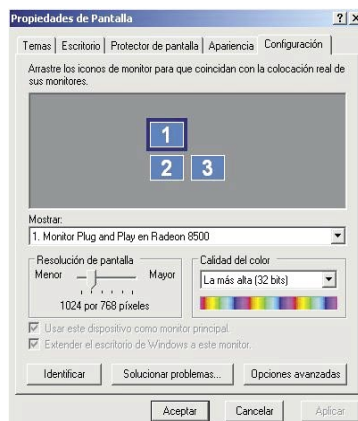 Propiedades de Pantalla
Temas Escritorio Protector de pantalla Apariencia Configuración
Arrastre los iconos de monitor para que coincidan con la colocación real de
sus monitores.
1
2 3
Mostrar:
1. Monitor Plug and Play en Radeon 8500
Resolución de pantalla
Menor Mayor
1024 por 768 píxeles
Calidad del color
La más alta (32 bits)
Usar este dispositivo como monitor principal.
Extender el escritorio de Windows a este monitor.
Identificar Solucionar problemas... Opciones avanzadas
Aceptar Cancelar Aplicar